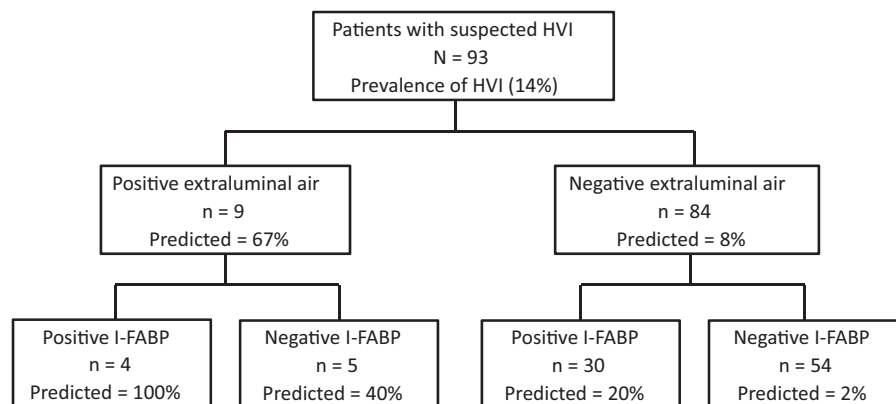 Patients with suspected HVI
N = 93
Prevalence of HVI (14%)
Positive extraluminal air
n = 9
Predicted = 67%
Negative extraluminal air
n = 84
Predicted = 8%
Positive I-FABP
n = 4
Predicted = 100%
Negative I-FABP
n = 5
Predicted = 40%
Positive I-FABP
n = 30
Predicted = 20%
Negative I-FABP
n = 54
Predicted = 2%